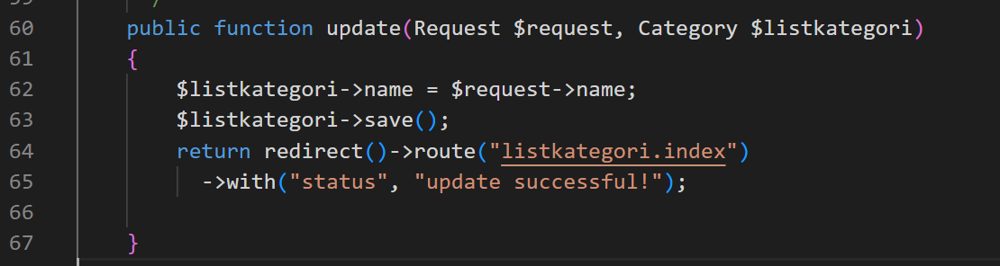 59 */
60 public function update(Request $request, Category $listkategori)
61 {
62 $listkategori->name = $request->name;
63 $listkategori->save();
64 return redirect()->route("listkategori.index")
65 ->with("status", "update successful!");
66
67 }